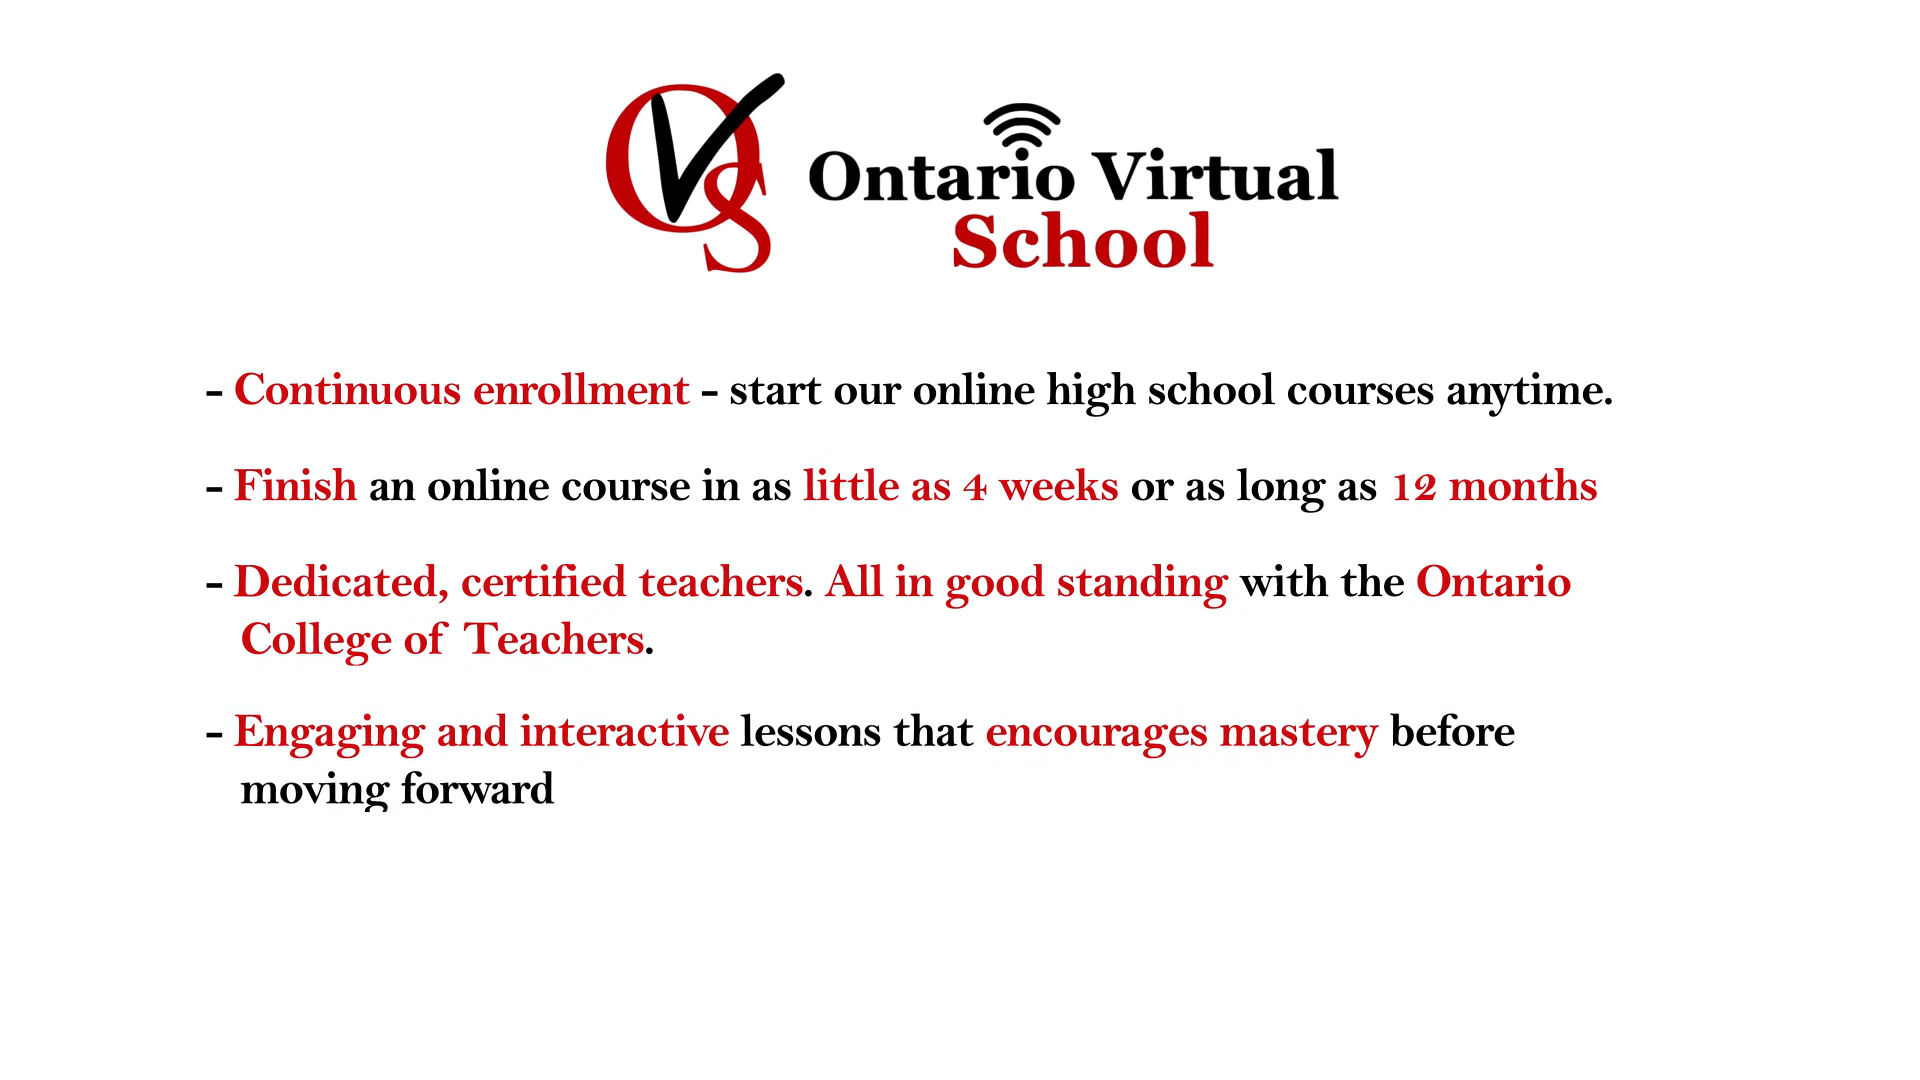 OVS
Ontario Virtual
School
- Continuous enrollment - start our online high school courses anytime.
- Finish an online course in as little as 4 weeks or as long as 12 months
- Dedicated, certified teachers. All in good standing with the Ontario
College of Teachers.
- Engaging and interactive lessons that encourages mastery before
moving forward